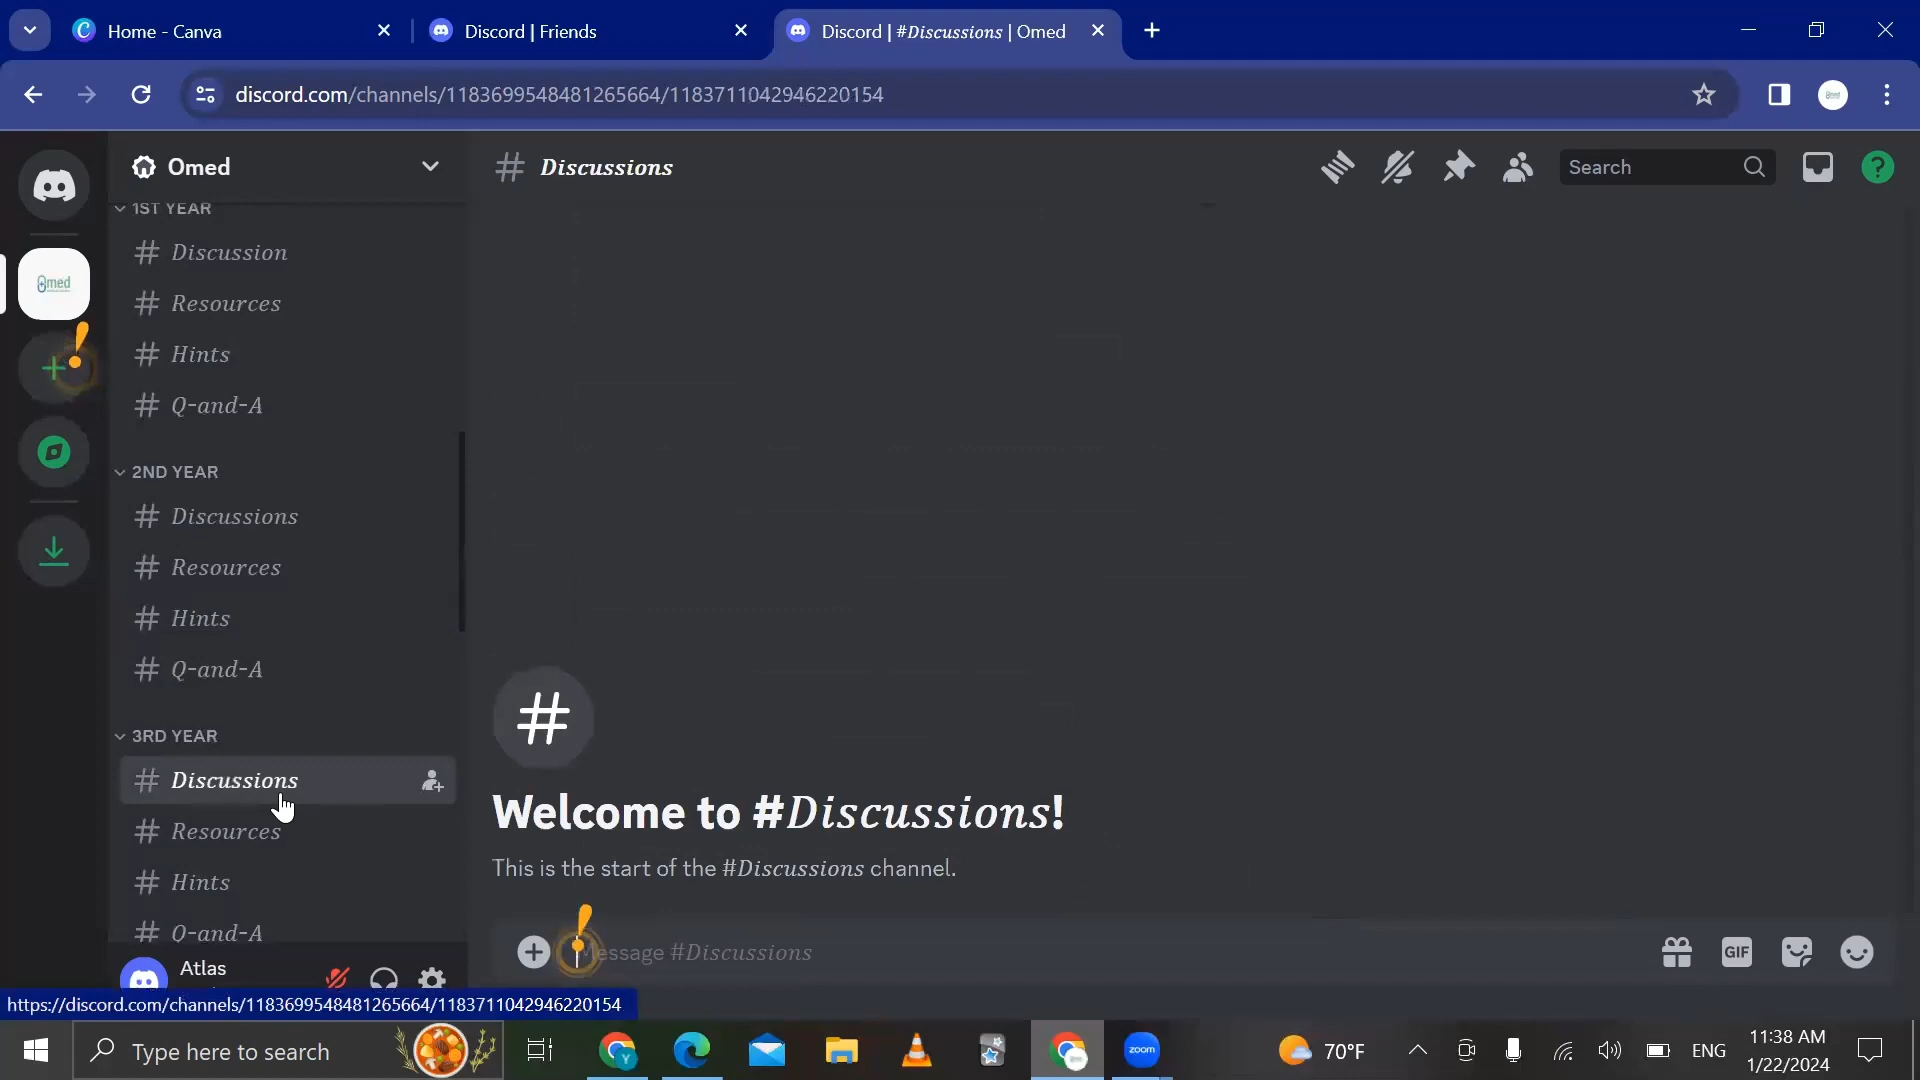 Home - Canva
Discord | Friends
Discord | #Discussions | Omed
discord.com/channels/1183699548481265664/1183711042946220154
Omed
# Discussions
Search
1ST YEAR
# Discussion
# Resources
# Hints
# Q-and-A
2ND YEAR
# Discussions
# Resources
# Hints
# Q-and-A
3RD YEAR
# Discussions
# Resources
# Hints
# Q-and-A
Omed
#
Welcome to #Discussions!
This is the start of the #Discussions channel.
Message #Discussions
GIF
Atlas
https://discord.com/channels/1183699548481265664/1183711042946220154
Type here to search
Y
zoom
70°F
ENG
11:38 AM
1/22/2024